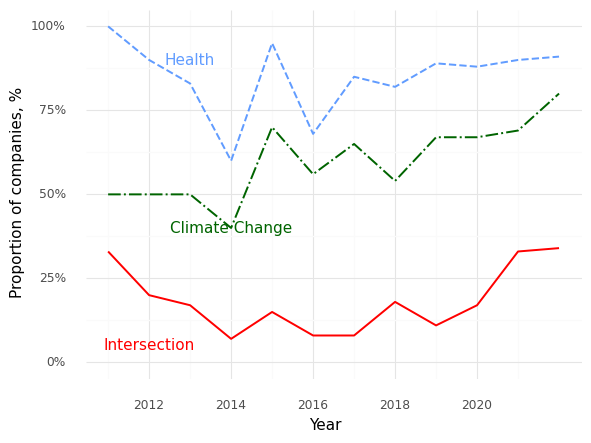 100%
Health
75%
50%
Climate Change
25%
Intersection
0%
2012 2014 2016 2018 2020
Year
Proportion of companies, %